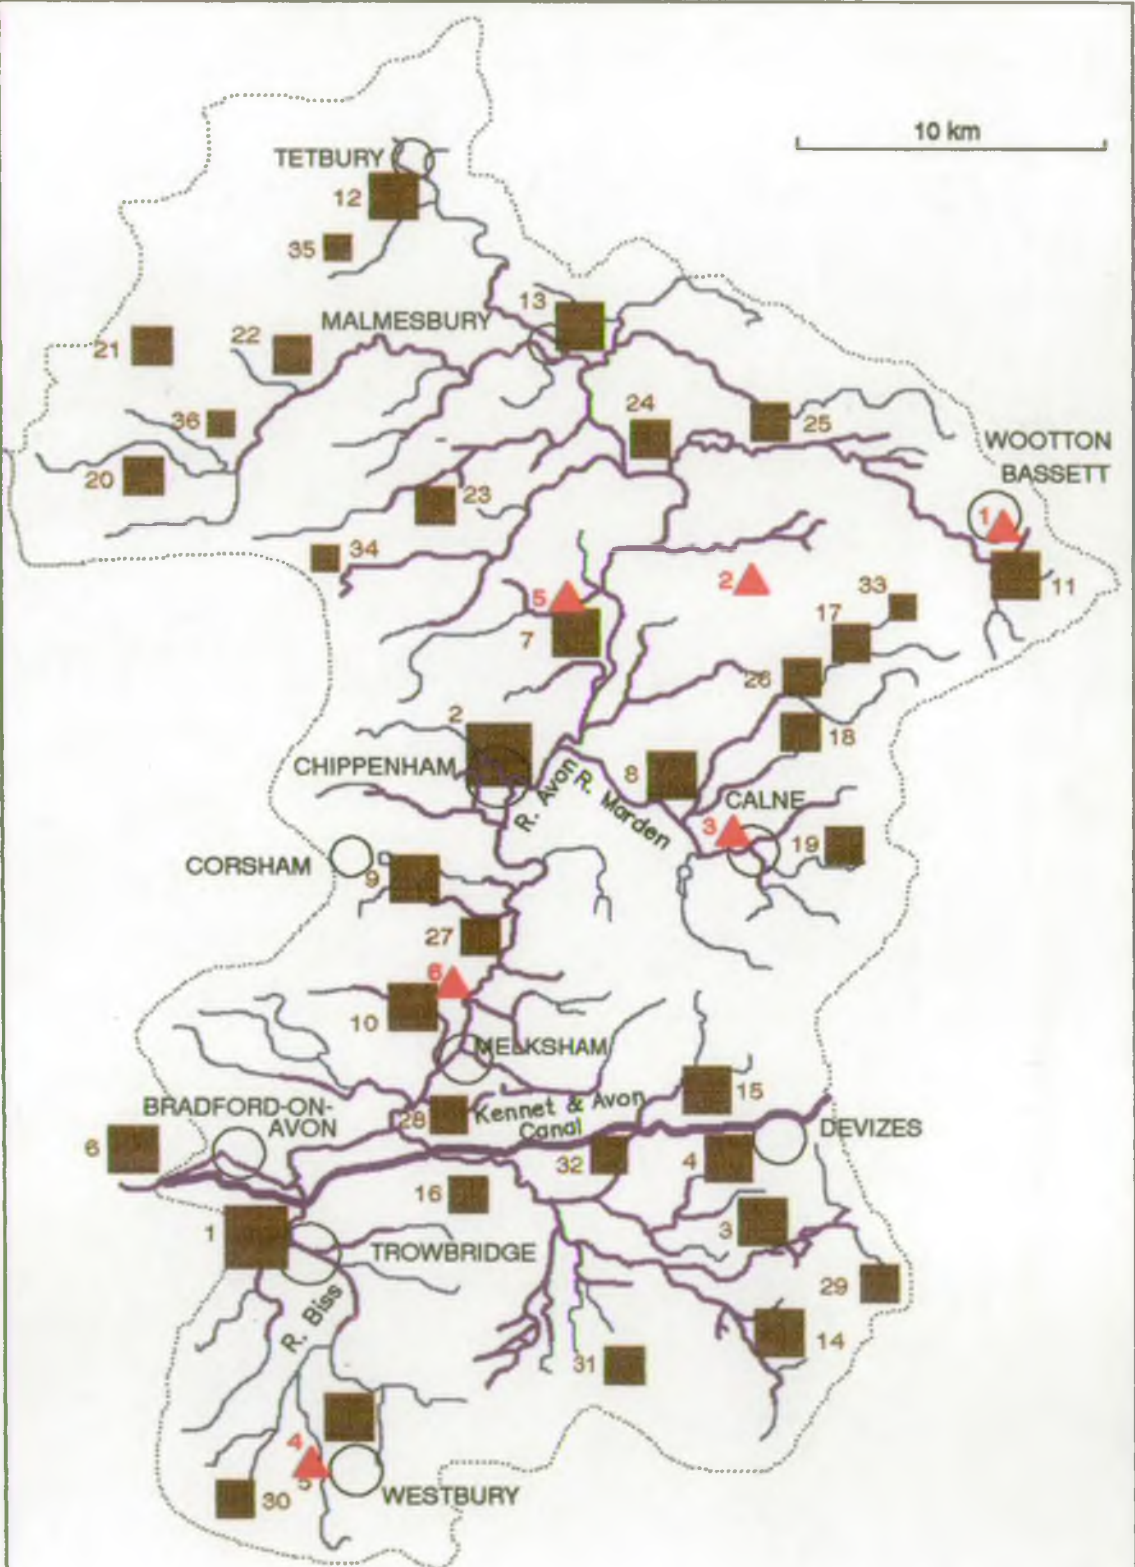 10 km
TETBURY
12
35
13
MALMESBURY
21
22
24
36
25
WOOTTON
BASSETT
20
23
1
34
2
11
5
33
7
17
26
2
18
CHIPPENHAM
8
R. Avon
R. Marden
CALNE
3
19
CORSHAM
9
27
6
10
MELKSHAM
15
BRADFORD-ON-
AVON
28
Kennet & Avon
Canal
DEVIZES
6
32
4
16
3
1
TROWBRIDGE
29
R. Biss
14
31
4
5
30
WESTBURY